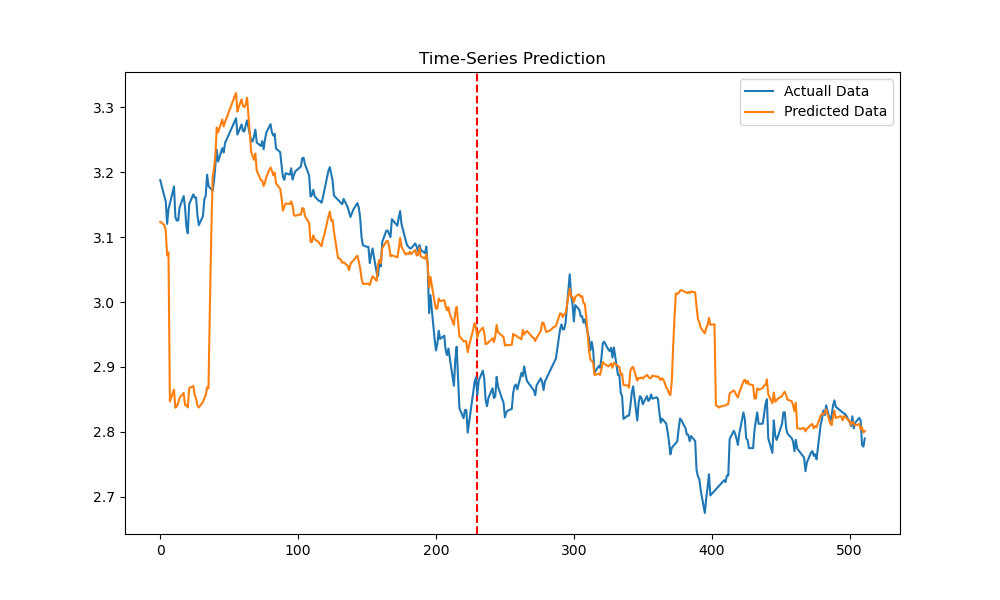 Time-Series Prediction
Actuall Data
Predicted Data
3.3
3.2
3.1
3.0
2.9
2.8
2.7
0 100 200 300 400 500